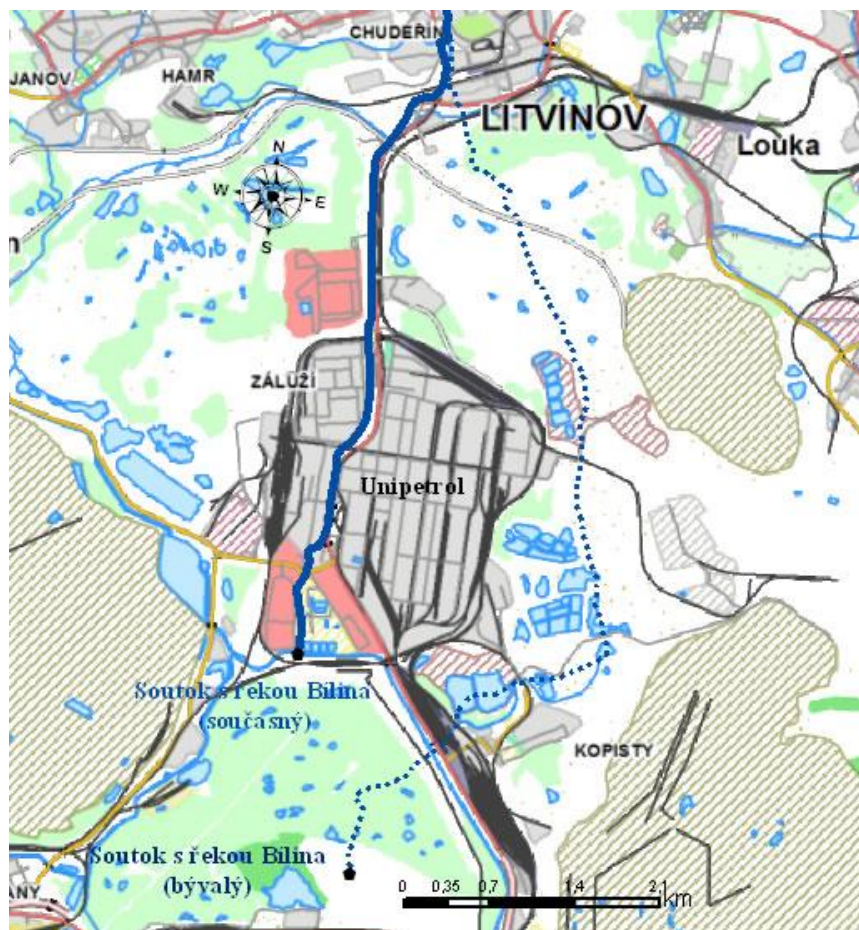 CHUDEŘÍN
JANOV
HAMR
LITVÍNOV
Louka
N
W
E
S
ZÁLUŽÍ
Unipetrol
Soutok s řekou Bílina
(současný)
KOPISTY
Soutok s řekou Bílina
(bývalý)
ANY
0 0,35 0,7 1,4 2,1
km